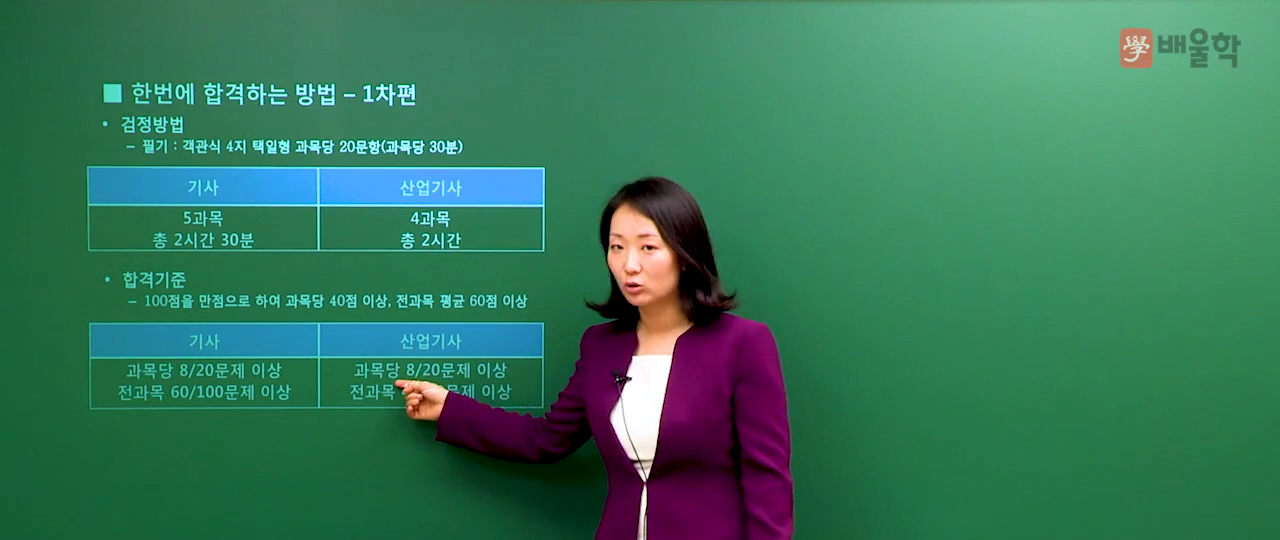 學 배울학
■ 한번에 합격하는 방법 – 1차편
• 검정방법
– 필기 : 객관식 4지 택일형 과목당 20문항(과목당 30분)
기사 산업기사
5과목 4과목
총 2시간 30분 총 2시간
• 합격기준
– 100점을 만점으로 하여 과목당 40점 이상, 전과목 평균 60점 이상
기사 산업기사
과목당 8/20문제 이상 과목당 8/20문제 이상
전과목 60/100문제 이상 전과목 문제 이상